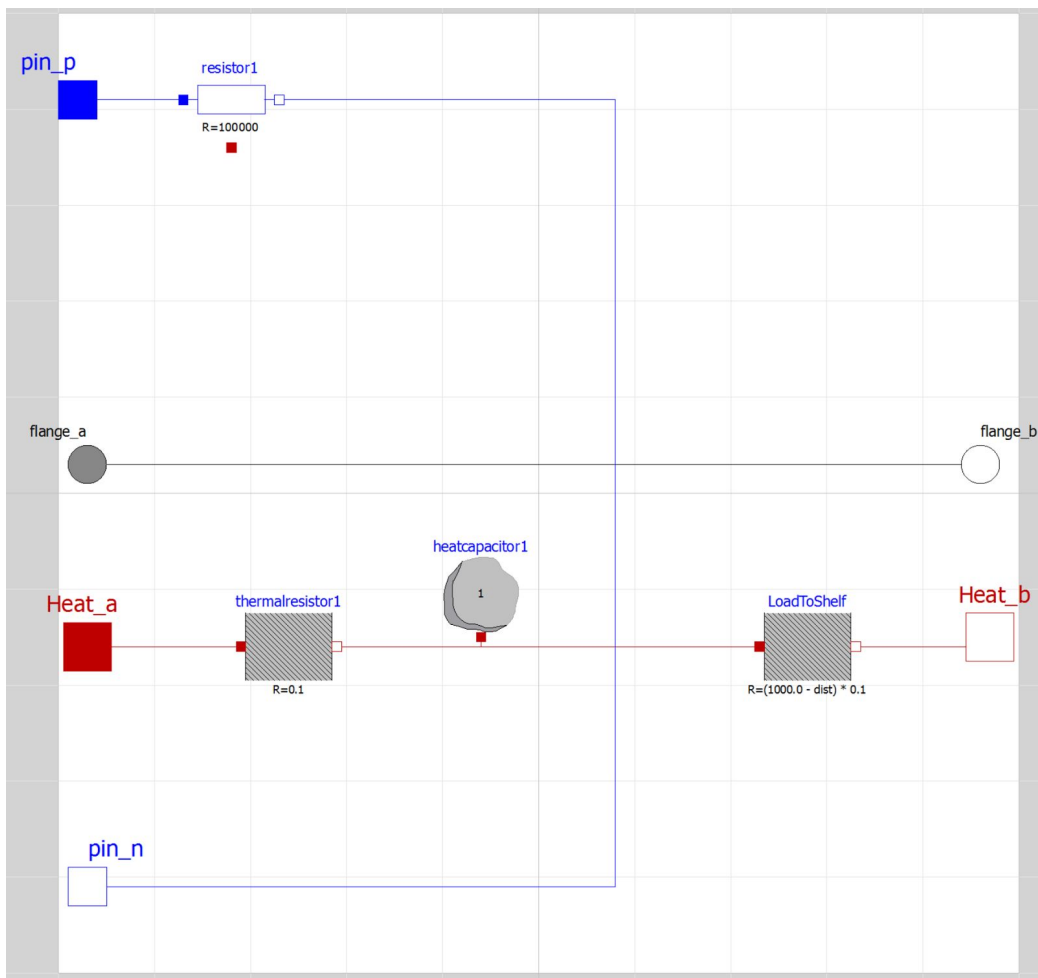 pin_p
resistor1
R=100000
flange_a
flange_b
heatcapacitor1
1
Heat_a
thermalresistor1
LoadToShelf
Heat_b
R=0.1
R=(1000.0 - dist) * 0.1
pin_n